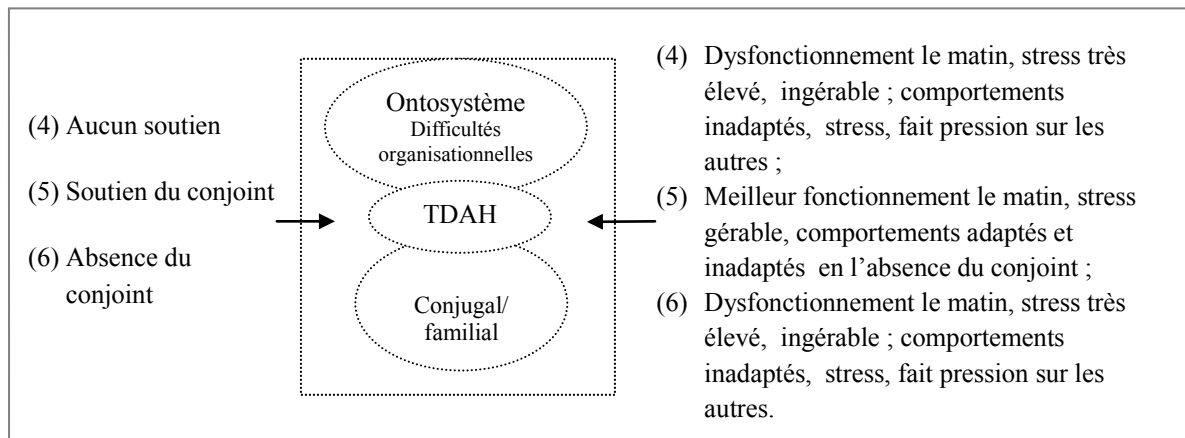 (4) Aucun soutien
(5) Soutien du conjoint
(6) Absence du
conjoint
Ontosystème
Difficultés
organisationnelles
TDAH
Conjugal/
familial
(4) Dysfonctionnement le matin, stress très
élevé, ingérable ; comportements
inadaptés, stress, fait pression sur les
autres ;
(5) Meilleur fonctionnement le matin, stress
gérable, comportements adaptés et
inadaptés en l’absence du conjoint ;
(6) Dysfonctionnement le matin, stress très
élevé, ingérable ; comportements
inadaptés, stress, fait pression sur les
autres.